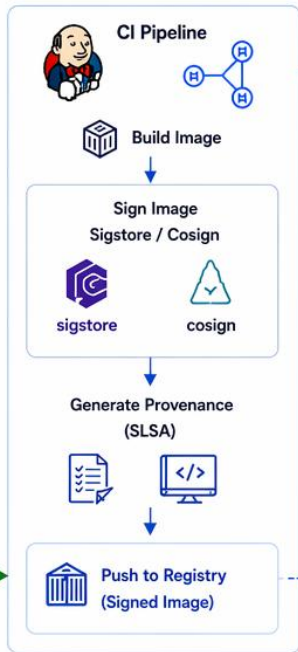 CI Pipeline
Build Image
Sign Image
Sigstore / Cosign
sigstore
cosign
Generate Provenance
(SLSA)
</>
Push to Registry
(Signed Image)